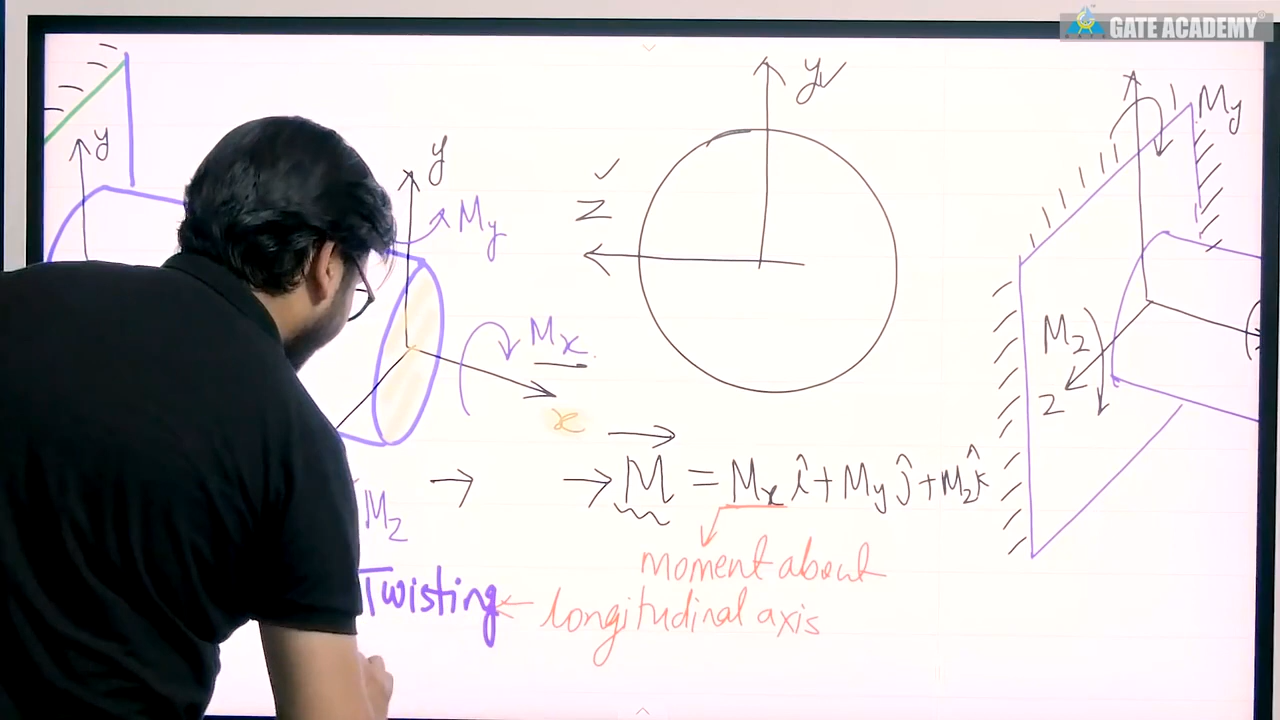 GATE ACADEMY
y
y
My
Mx
x
Mz
y✓
✓
z
My
Mz
z
→ → M⃗ = Mx î + My ĵ + Mz k̂
moment about
Twisting ← longitudinal axis